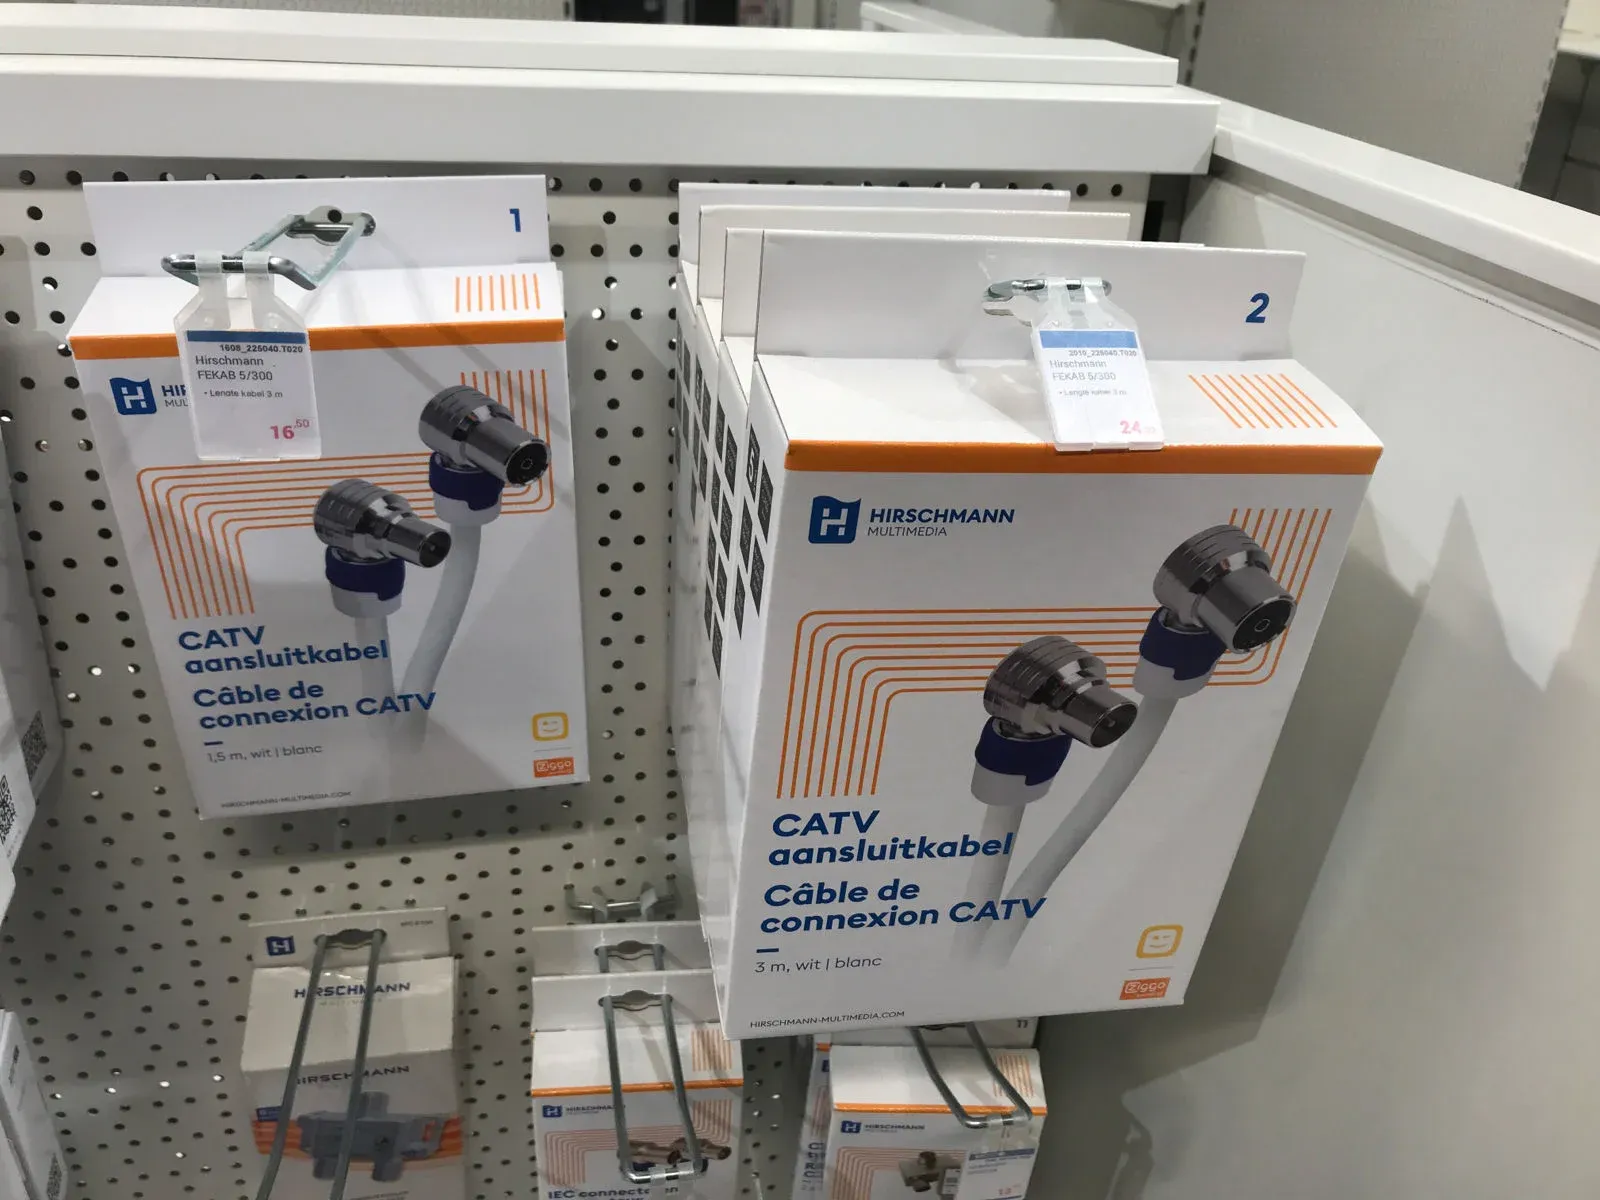 1
1608_225040.T020
Hirschmann
FEKAB 5/300
• Lengte kabel 3 m
16,50
CATV
aansluitkabel
Câble de
connexion CATV
1,5 m, wit | blanc
Ziggo
HIRSCHMANN-MULTIMEDIA.COM
2
2010_225040.T020
Hirschmann
FEKAB 5/300
• Lengte kabel 3 m
24
HIRSCHMANN
MULTIMEDIA
CATV
aansluitkabel
Câble de
connexion CATV
3 m, wit | blanc
Ziggo
HIRSCHMANN-MULTIMEDIA.COM
HIRSCHMANN
MULTIMEDIA
HIRSCHMANN
HIRSCHMANN
MULTIMEDIA
IEC
11
HIRSCHMANN
MULTIMEDIA